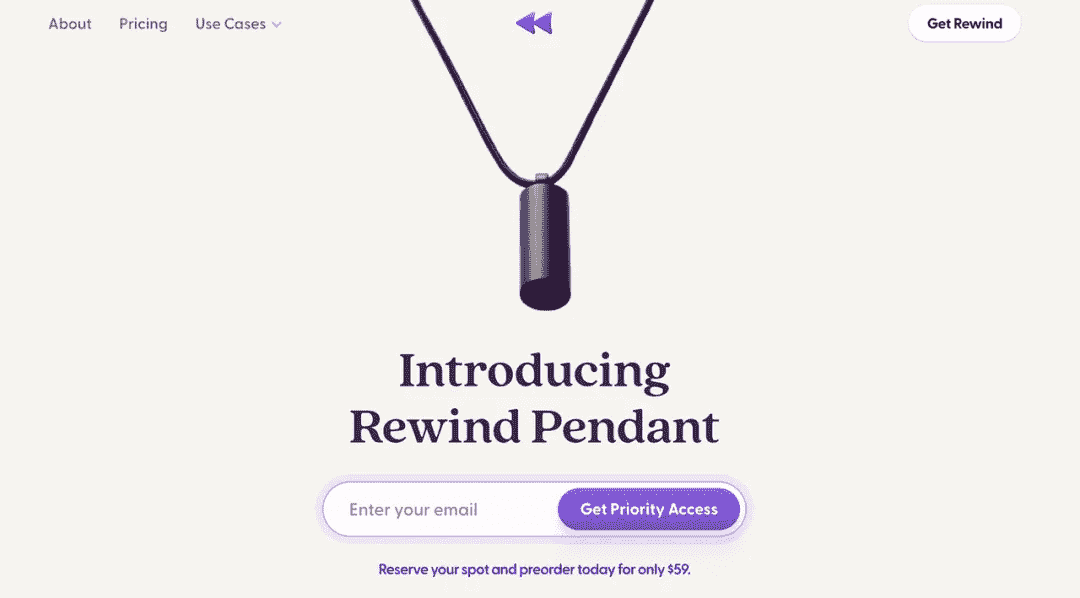 About Pricing Use Cases Get Rewind
Introducing
Rewind Pendant
Enter your email Get Priority Access
Reserve your spot and preorder today for only $59.